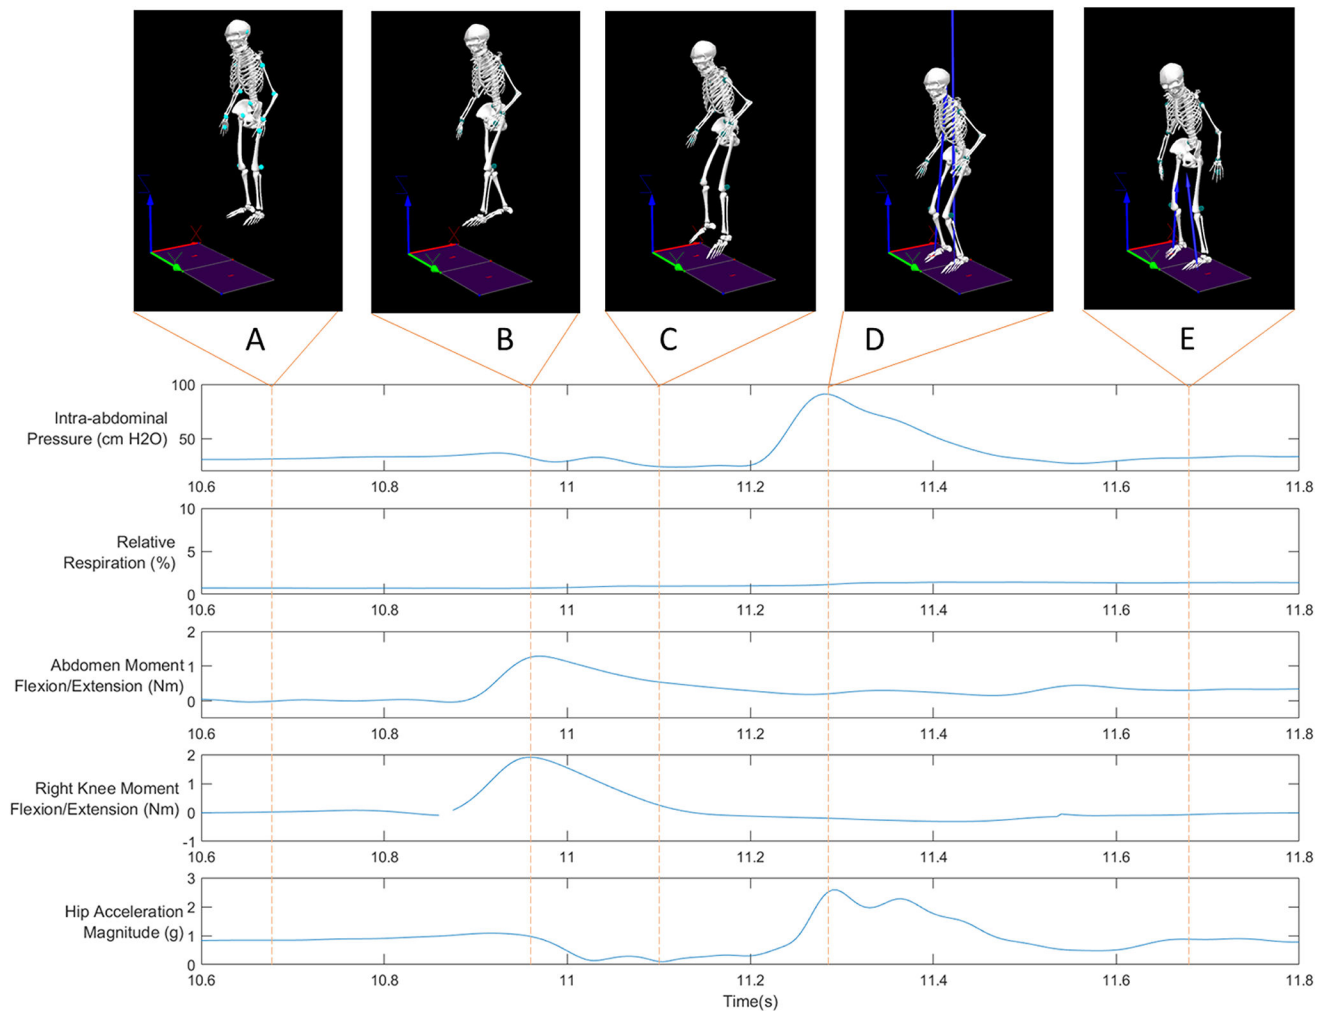 Z
X
Y
Z
X
Y
Z
X
Y
Z
X
Y
Z
X
Y
A
B
C
D
E
Intra-abdominal
Pressure (cm H2O)
100
50
10.6 10.8 11 11.2 11.4 11.6 11.8
Relative
Respiration (%)
10
5
0
10.6 10.8 11 11.2 11.4 11.6 11.8
Abdomen Moment
Flexion/Extension (Nm)
2
1
0
10.6 10.8 11 11.2 11.4 11.6 11.8
Right Knee Moment
Flexion/Extension (Nm)
2
1
0
-1
10.6 10.8 11 11.2 11.4 11.6 11.8
Hip Acceleration
Magnitude (g)
3
2
1
0
10.6 10.8 11 11.2 11.4 11.6 11.8
Time(s)